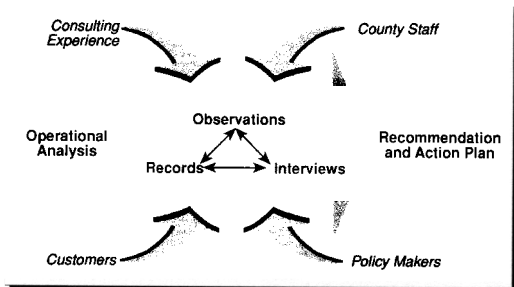 Consulting
Experience
County Staff
Observations
Operational
Analysis
Recommendation
and Action Plan
Records
Interviews
Customers
Policy Makers